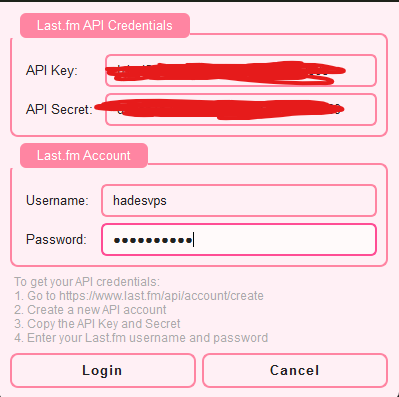 Last.fm API Credentials
API Key:
API Secret:
Last.fm Account
Username: hadesvps
Password: ●●●●●●●●●●
To get your API credentials:
1. Go to https://www.last.fm/api/account/create
2. Create a new API account
3. Copy the API Key and Secret
4. Enter your Last.fm username and password
Login Cancel